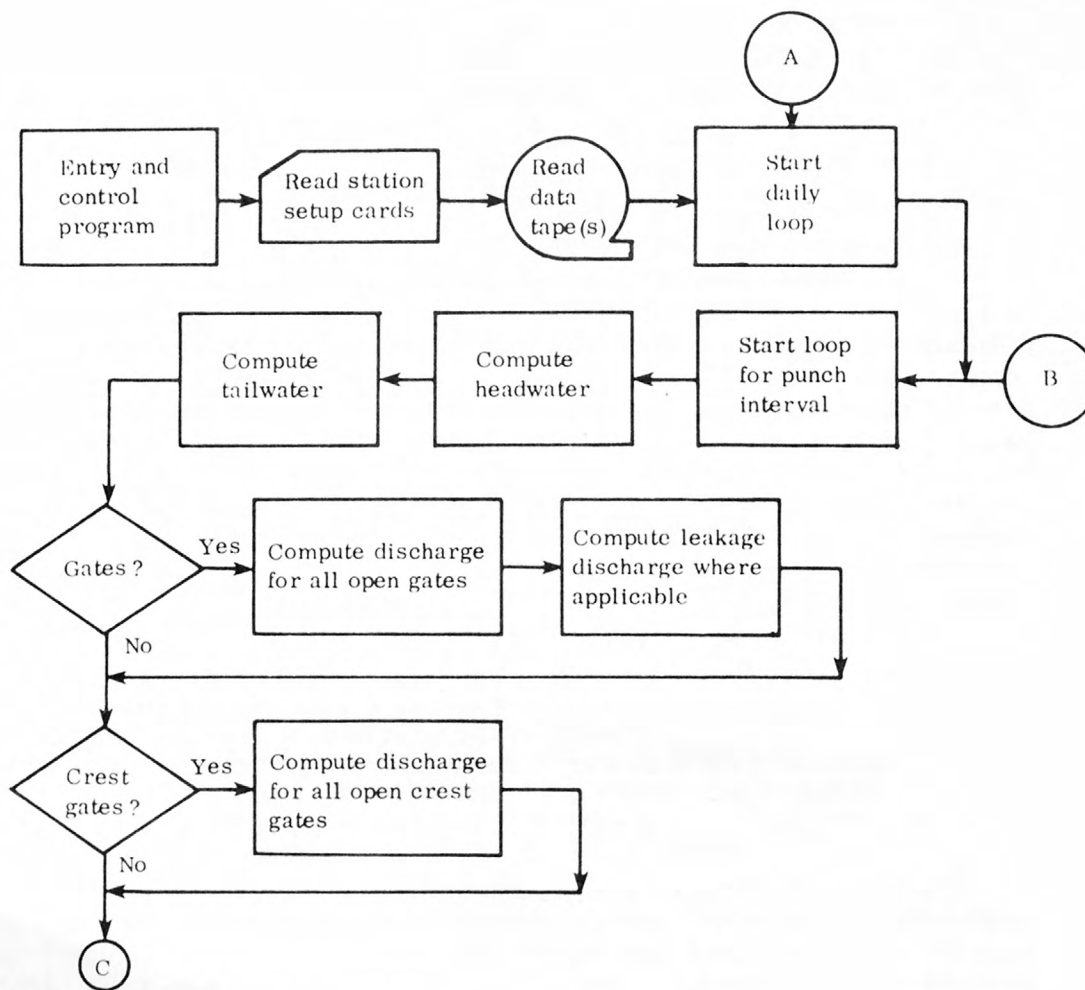 A
Entry and
control
program
Read station
setup cards
Read
data
tape(s)
Start
daily
loop
Compute
tailwater
Compute
headwater
Start loop
for punch
interval
B
Gates?
Yes
Compute discharge
for all open gates
Compute leakage
discharge where
applicable
No
Crest
gates?
Yes
Compute discharge
for all open crest
gates
No
C